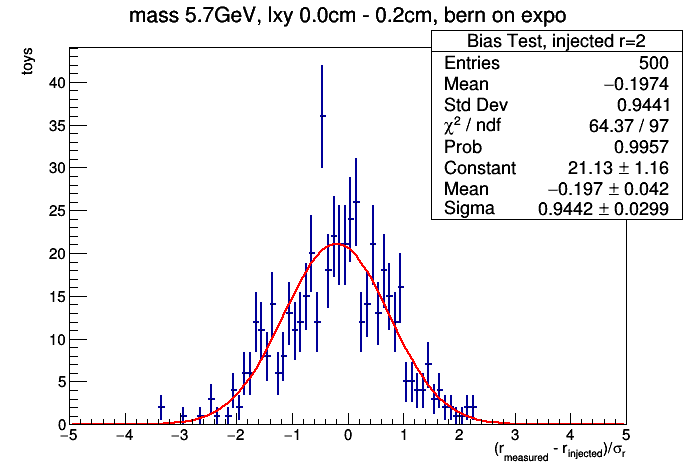 mass 5.7GeV, lxy 0.0cm - 0.2cm, bern on expo
toys
Bias Test, injected r=2
Entries 500
Mean −0.1974
Std Dev 0.9441
χ² / ndf 64.37 / 97
Prob 0.9957
Constant 21.13 ± 1.16
Mean −0.197 ± 0.042
Sigma 0.9442 ± 0.0299
40
35
30
25
20
15
10
5
0
−5 −4 −3 −2 −1 0 1 2 3 4 5
(r_measured - r_injected)/σ_r